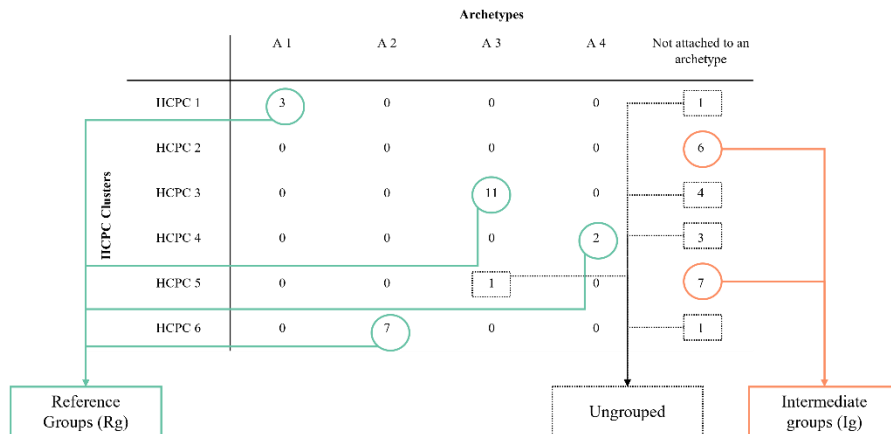 Archetypes
A 1 A 2 A 3 A 4 Not attached to an
archetype
HCPC Clusters
HCPC 1 3 0 0 0 1
HCPC 2 0 0 0 0 6
HCPC 3 0 0 11 0 4
HCPC 4 0 0 0 2 3
HCPC 5 0 0 1 0 7
HCPC 6 0 7 0 0 1
Reference
Groups (Rg)
Ungrouped
Intermediate
groups (Ig)